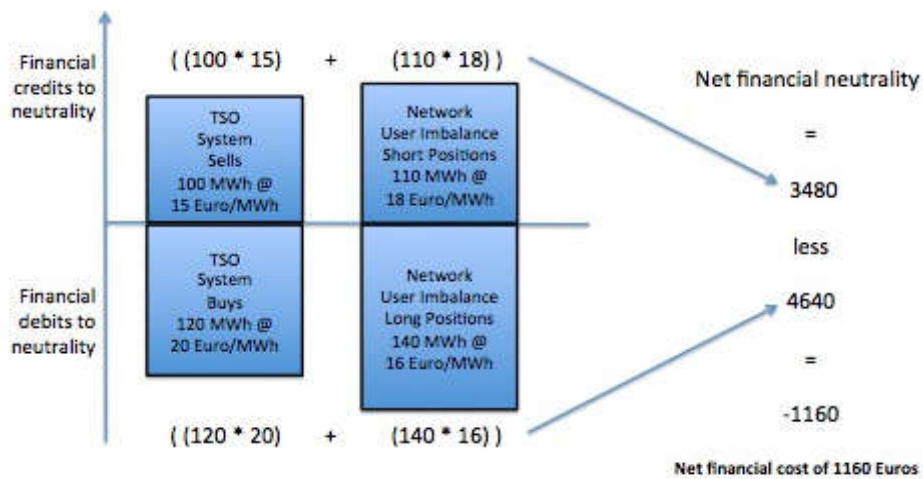 Financial
credits to
neutrality
( (100 * 15) + (110 * 18) )
TSO
System
Sells
100 MWh @
15 Euro/MWh
Network
User Imbalance
Short Positions
110 MWh @
18 Euro/MWh
Financial
debits to
neutrality
TSO
System
Buys
120 MWh @
20 Euro/MWh
Network
User Imbalance
Long Positions
140 MWh @
16 Euro/MWh
( (120 * 20) + (140 * 16) )
Net financial neutrality
=
3480
less
4640
=
-1160
Net financial cost of 1160 Euros